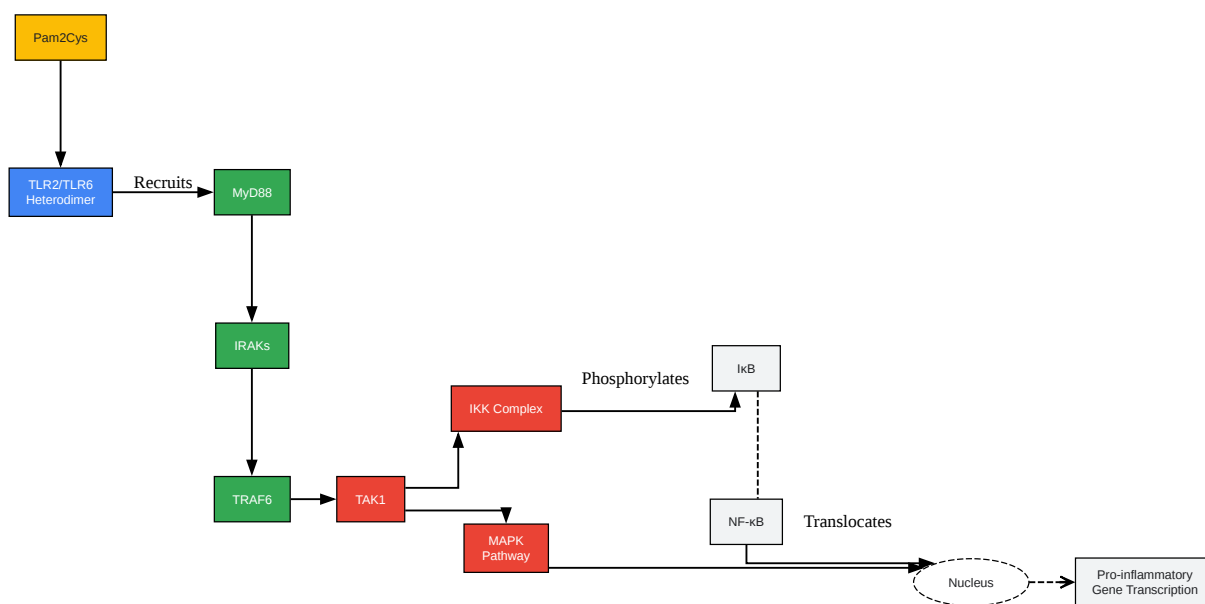 Pam2Cys
TLR2/TLR6
Heterodimer
Recruits
MyD88
IRAKs
TRAF6
TAK1
IKK Complex
Phosphorylates
IκB
MAPK
Pathway
NF-κB
Translocates
Nucleus
Pro-inflammatory
Gene Transcription